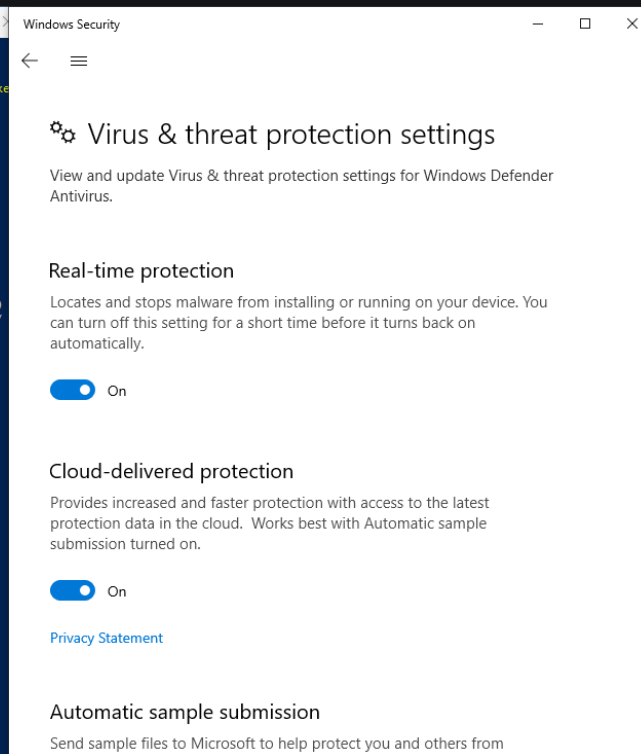 Windows Security
Virus & threat protection settings
View and update Virus & threat protection settings for Windows Defender
Antivirus.
Real-time protection
Locates and stops malware from installing or running on your device. You
can turn off this setting for a short time before it turns back on
automatically.
On
Cloud-delivered protection
Provides increased and faster protection with access to the latest
protection data in the cloud.  Works best with Automatic sample
submission turned on.
On
Privacy Statement
Automatic sample submission
Send sample files to Microsoft to help protect you and others from